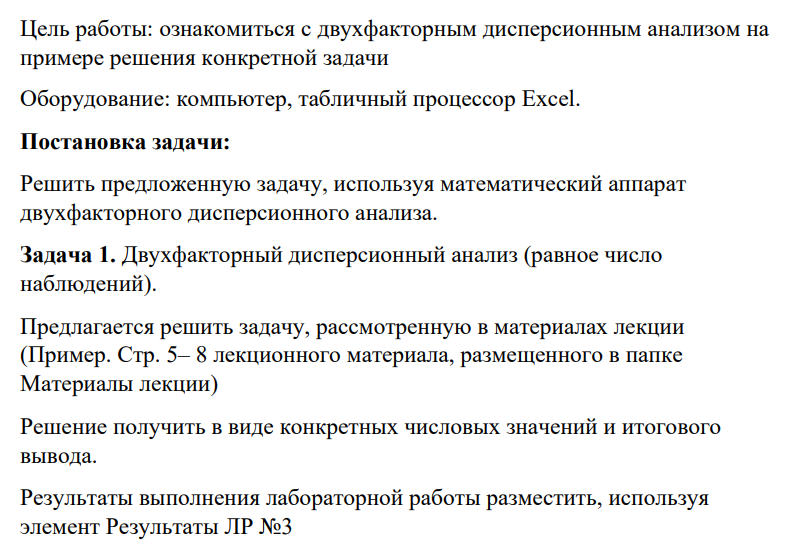 Цель работы: ознакомиться с двухфакторным дисперсионным анализом на
примере решения конкретной задачи
Оборудование: компьютер, табличный процессор Excel.
Постановка задачи:
Решить предложенную задачу, используя математический аппарат
двухфакторного дисперсионного анализа.
Задача 1. Двухфакторный дисперсионный анализ (равное число
наблюдений).
Предлагается решить задачу, рассмотренную в материалах лекции
(Пример. Стр. 5– 8 лекционного материала, размещенного в папке
Материалы лекции)
Решение получить в виде конкретных числовых значений и итогового
вывода.
Результаты выполнения лабораторной работы разместить, используя
элемент Результаты ЛР №3